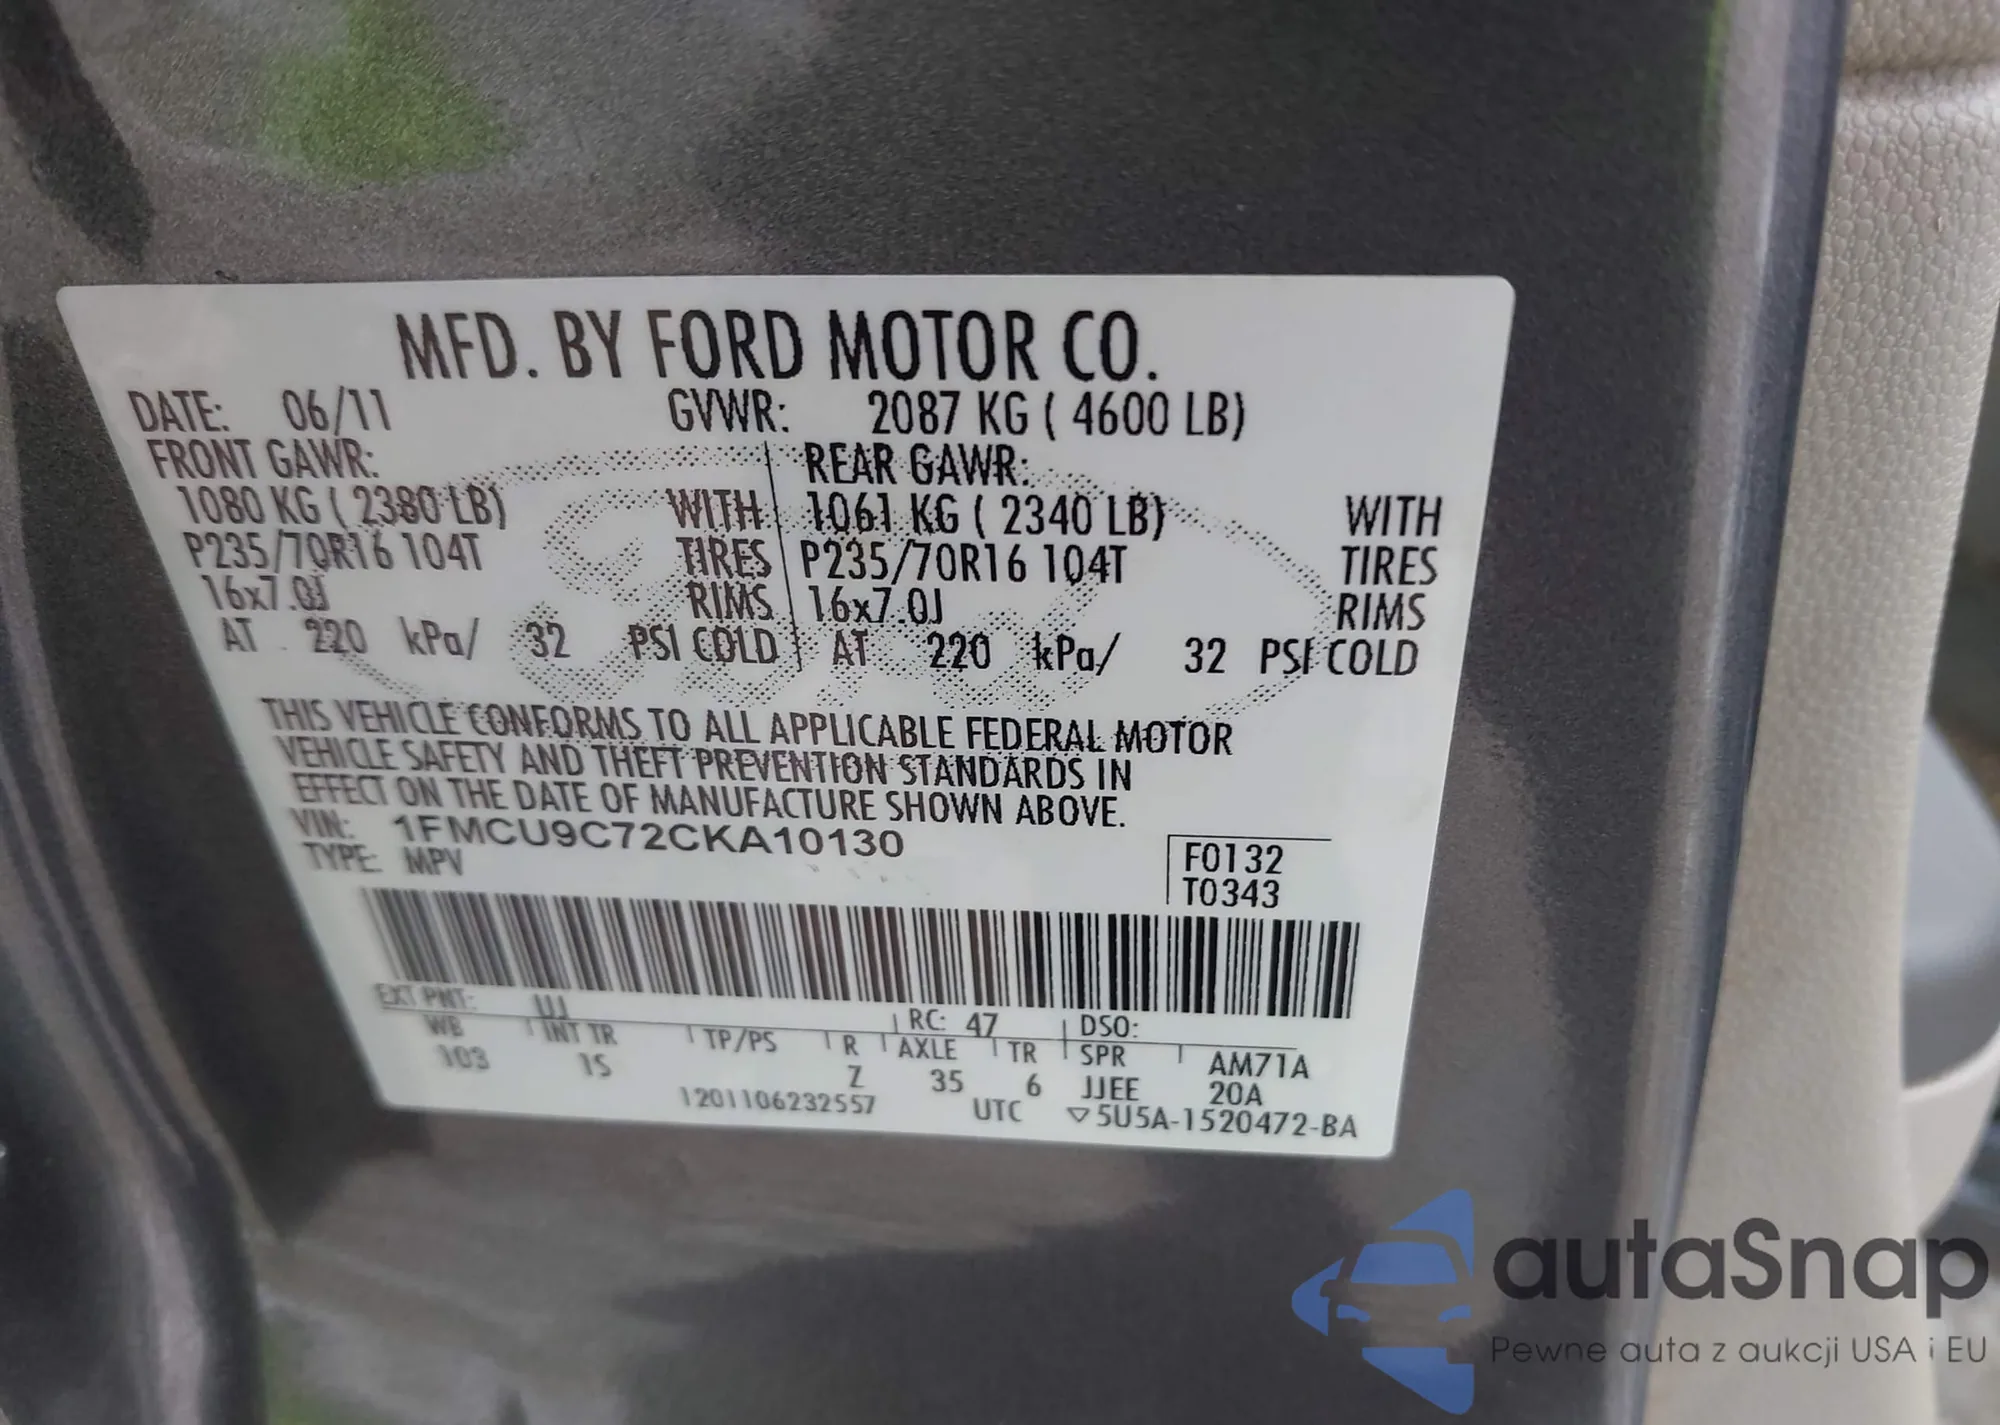 MFD. BY FORD MOTOR CO.
DATE: 06/11 GVWR: 2087 KG ( 4600 LB)
FRONT GAWR: REAR GAWR:
1080 KG ( 2380 LB) WITH 1061 KG ( 2340 LB) WITH
P235/70R16 104T TIRES P235/70R16 104T TIRES
16x7.0J RIMS 16x7.0J RIMS
AT 220 kPa/ 32 PSI COLD AT 220 kPa/ 32 PSI COLD
THIS VEHICLE CONFORMS TO ALL APPLICABLE FEDERAL MOTOR
VEHICLE SAFETY AND THEFT PREVENTION STANDARDS IN
EFFECT ON THE DATE OF MANUFACTURE SHOWN ABOVE.
VIN: 1FMCU9C72CKA10130
TYPE: MPV
F0132
T0343
EXT PNT: UJ RC: 47 DSO:
WB INT TR TP/PS R AXLE TR SPR AM71A
103 1S Z 35 6 JJEE 20A
1201106232557 UTC ▽5U5A-1520472-BA
autaSnap
Pewne auta z aukcji USA i EU